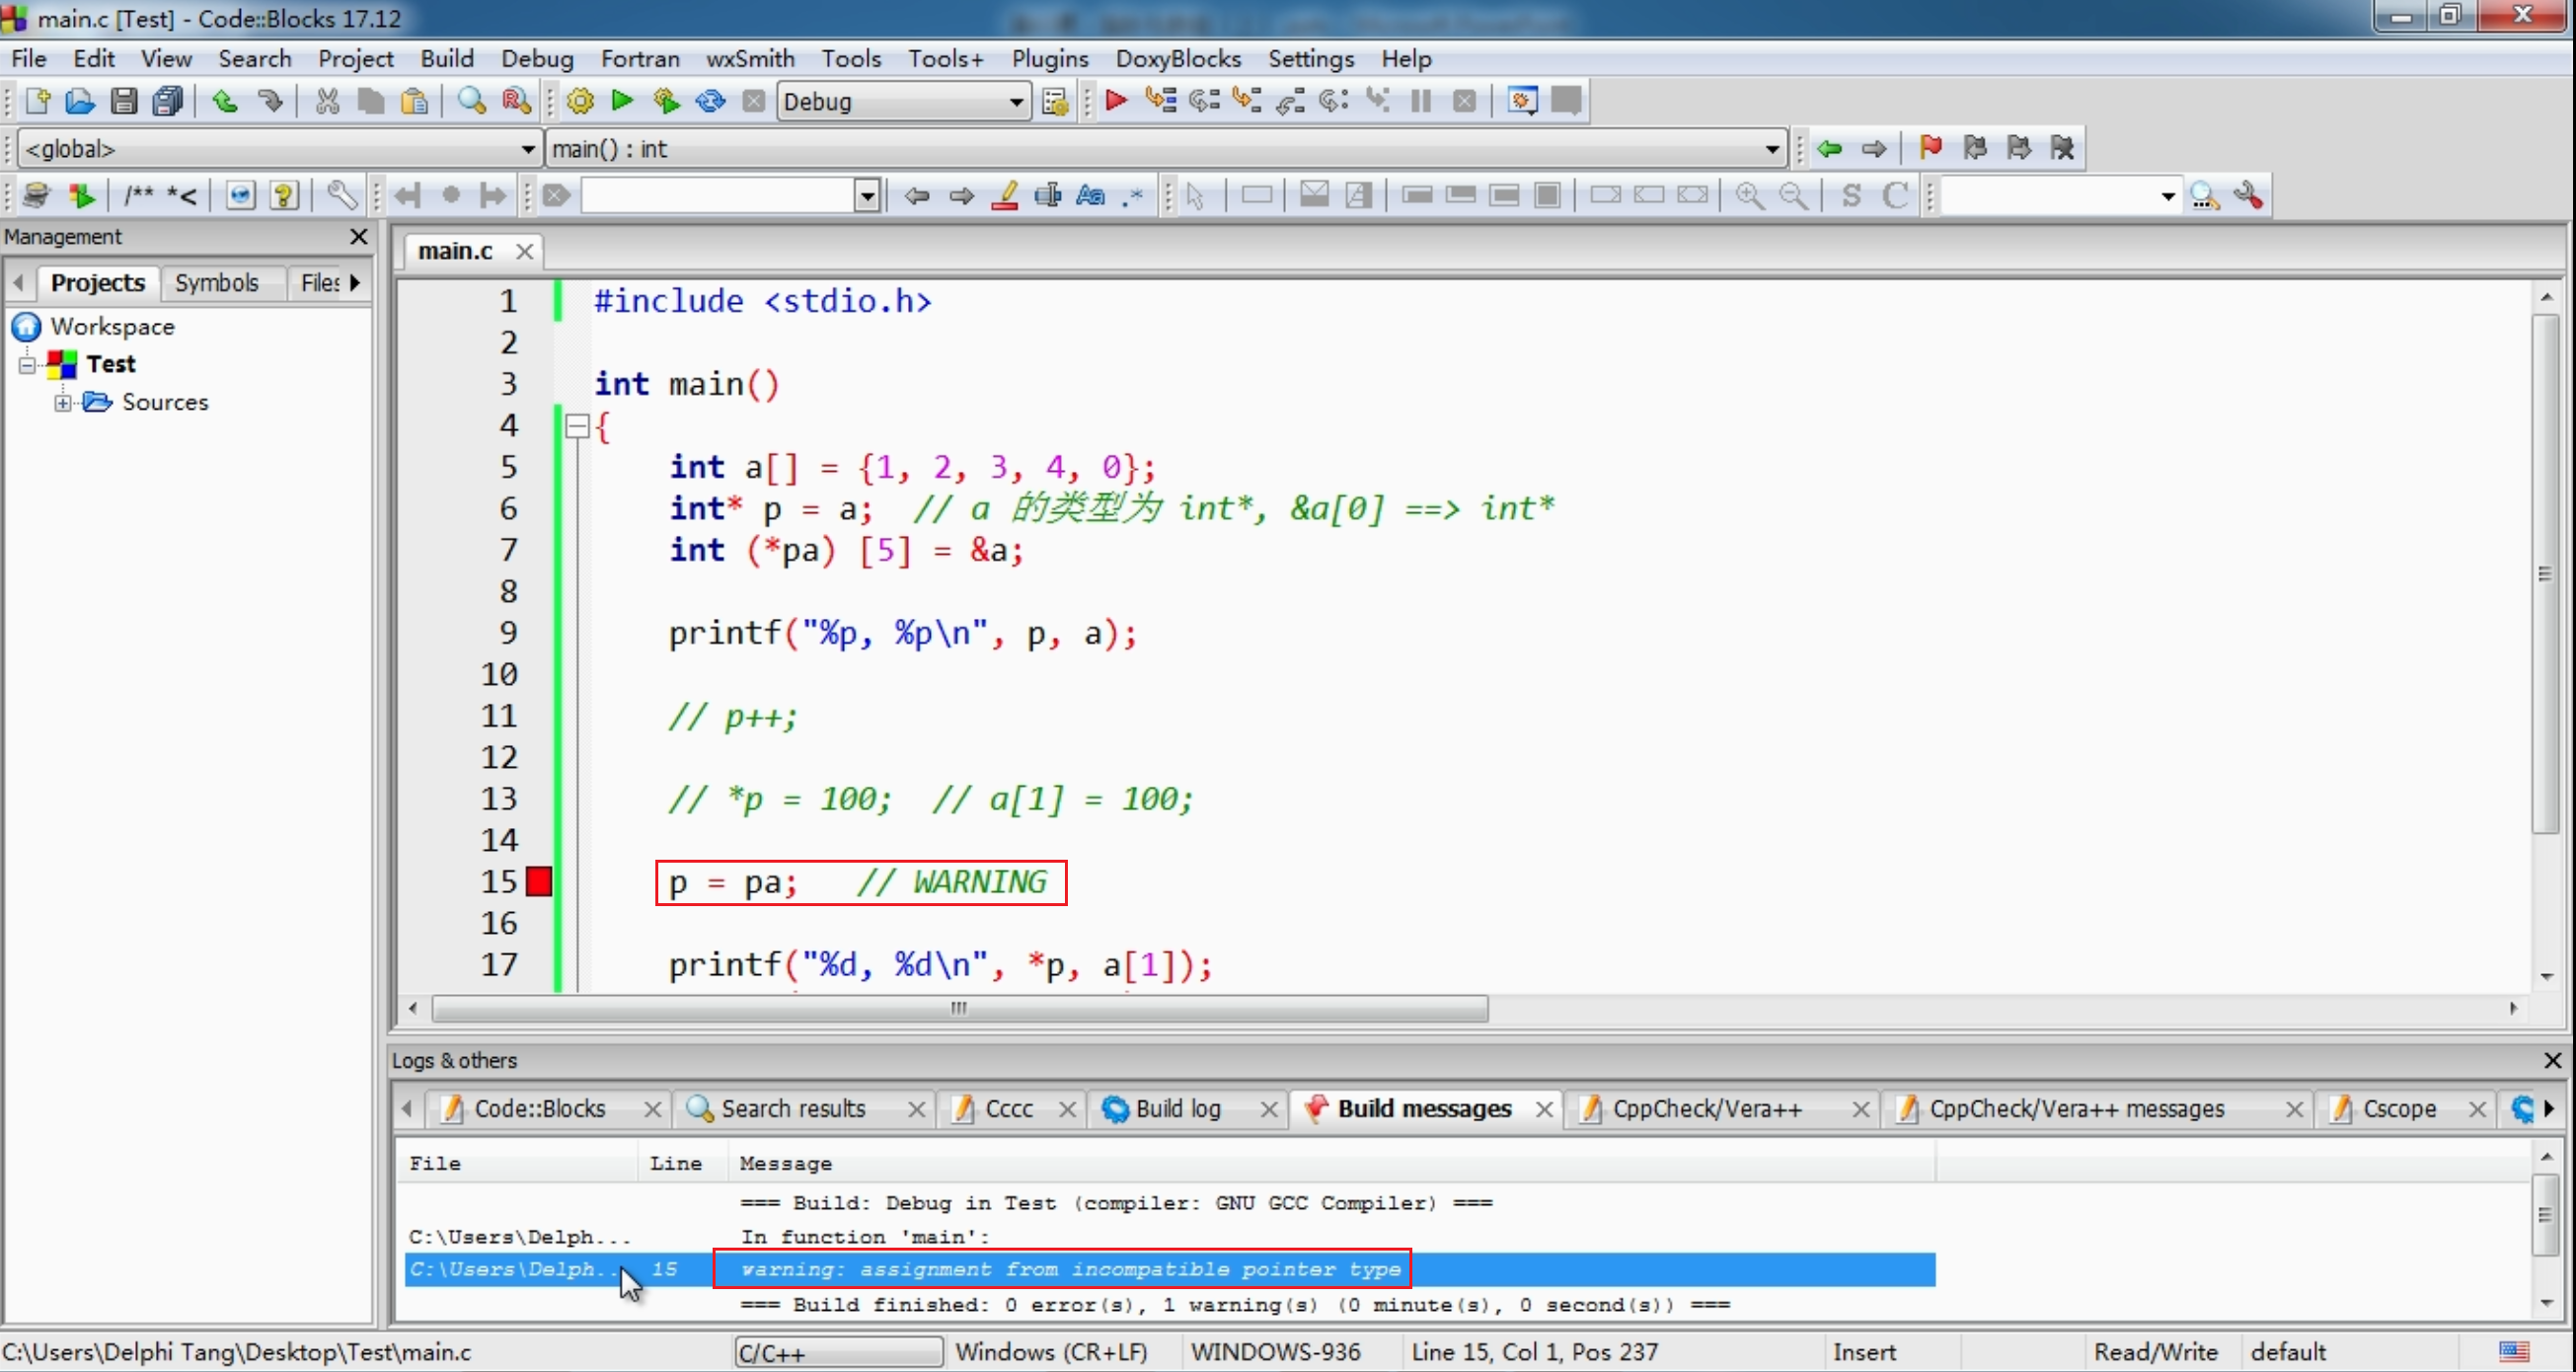 main.c [Test] - Code::Blocks 17.12
File Edit View Search Project Build Debug Fortran wxSmith Tools Tools+ Plugins DoxyBlocks Settings Help
Debug
<global> main() : int
/** *< Aa .* S C
Management
Projects Symbols Files
Workspace
Test
Sources
main.c
1 #include <stdio.h>
2
3 int main()
4 {
5 int a[] = {1, 2, 3, 4, 0};
6 int* p = a; // a 的类型为 int*, &a[0] ==> int*
7 int (*pa) [5] = &a;
8
9 printf("%p, %p\n", p, a);
10
11 // p++;
12
13 // *p = 100; // a[1] = 100;
14
15 p = pa; // WARNING
16
17 printf("%d, %d\n", *p, a[1]);
Logs & others
Code::Blocks Search results Cccc Build log Build messages CppCheck/Vera++ CppCheck/Vera++ messages Cscope
File Line Message
=== Build: Debug in Test (compiler: GNU GCC Compiler) ===
C:\Users\Delph... In function 'main':
C:\Users\Delph... 15 warning: assignment from incompatible pointer type
=== Build finished: 0 error(s), 1 warning(s) (0 minute(s), 0 second(s)) ===
C:\Users\Delphi Tang\Desktop\Test\main.c C/C++ Windows (CR+LF) WINDOWS-936 Line 15, Col 1, Pos 237 Insert Read/Write default